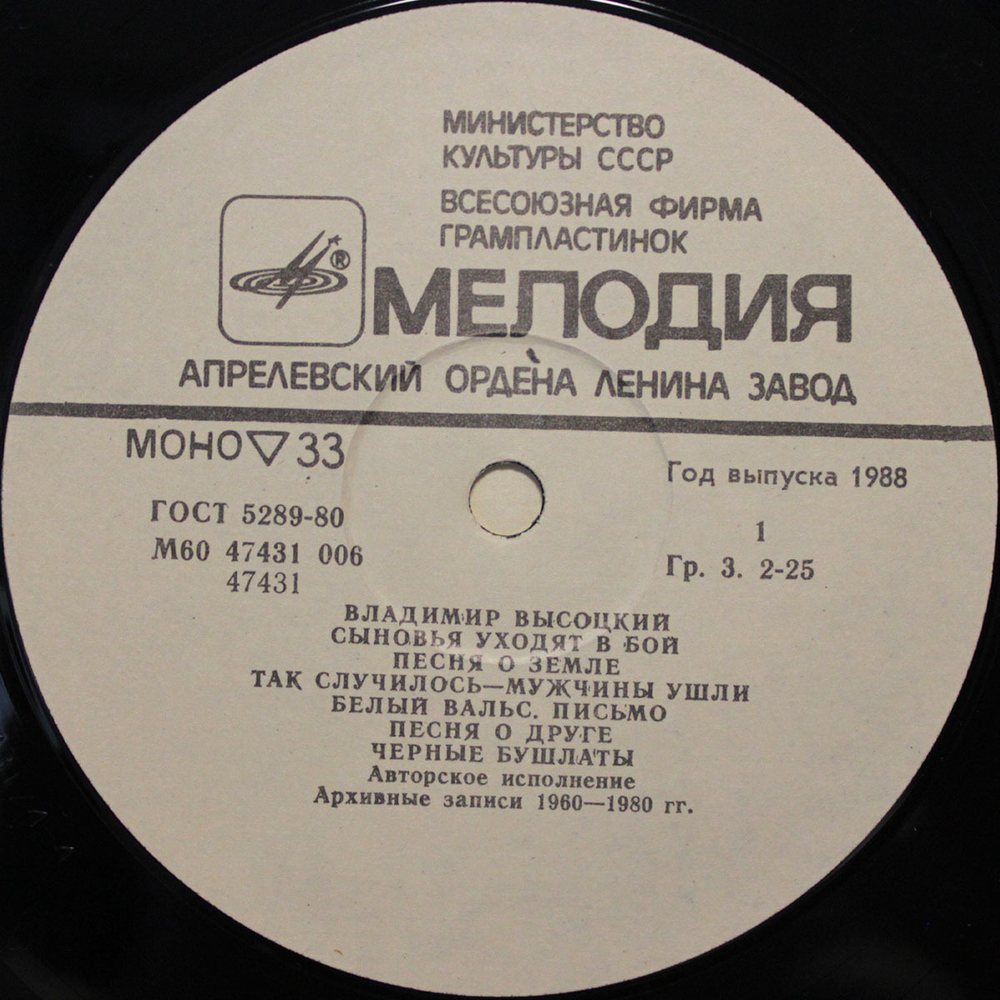 МИНИСТЕРСТВО
КУЛЬТУРЫ СССР
ВСЕСОЮЗНАЯ ФИРМА
ГРАМПЛАСТИНОК
®
МЕЛОДИЯ
АПРЕЛЕВСКИЙ ОРДЕНА ЛЕНИНА ЗАВОД
МОНО ▽ 33
Год выпуска 1988
ГОСТ 5289-80
1
М60 47431 006
Гр. 3. 2-25
47431
ВЛАДИМИР ВЫСОЦКИЙ
СЫНОВЬЯ УХОДЯТ В БОЙ
ПЕСНЯ О ЗЕМЛЕ
ТАК СЛУЧИЛОСЬ—МУЖЧИНЫ УШЛИ
БЕЛЫЙ ВАЛЬС. ПИСЬМО
ПЕСНЯ О ДРУГЕ
ЧЕРНЫЕ БУШЛАТЫ
Авторское исполнение
Архивные записи 1960—1980 гг.